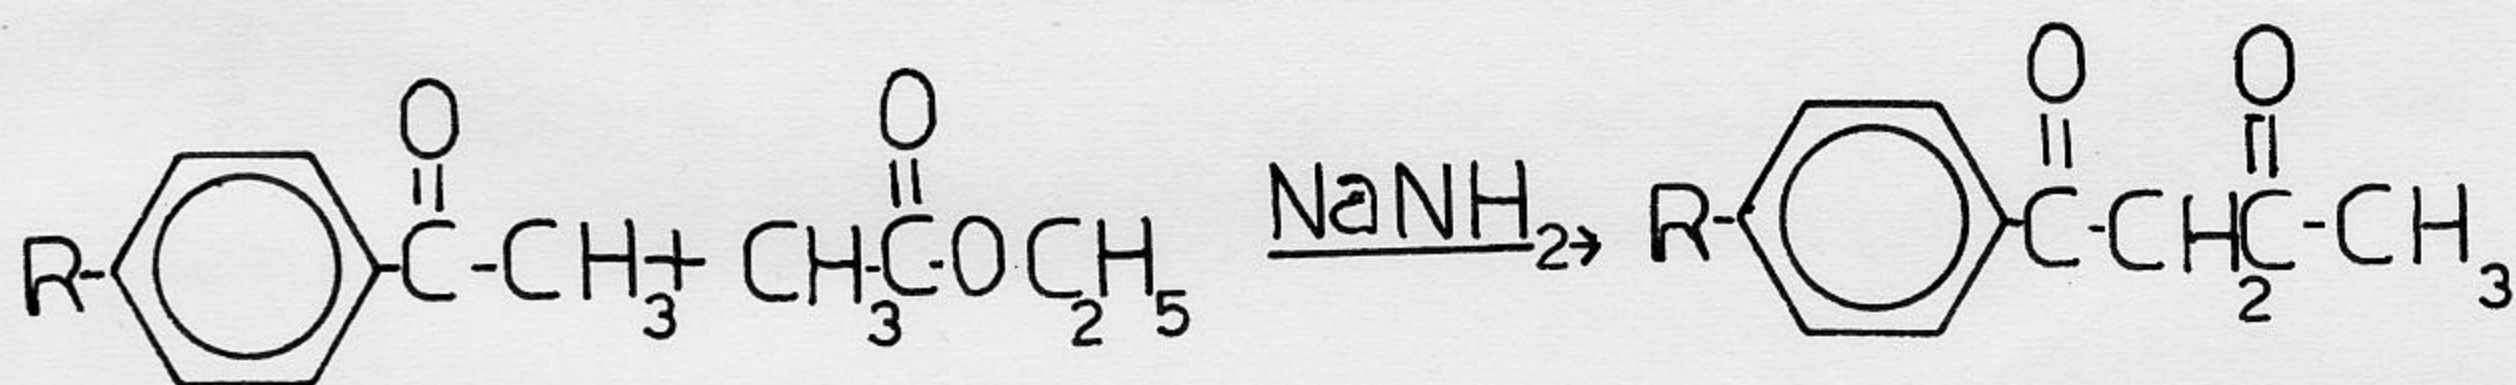 O O O O
R-C-CH3+ CH3-C-OC2H5 NaNH2→ R-C-CH2C-CH3